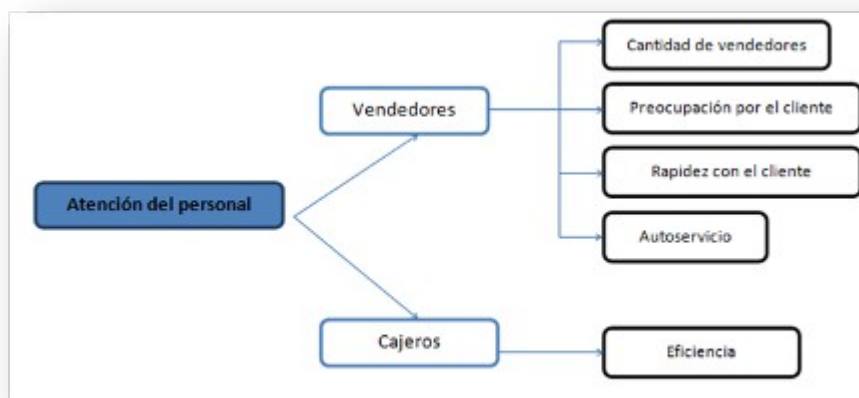 Atención del personal
Vendedores
Cantidad de vendedores
Preocupación por el cliente
Rapidez con el cliente
Autoservicio
Cajeros
Eficiencia